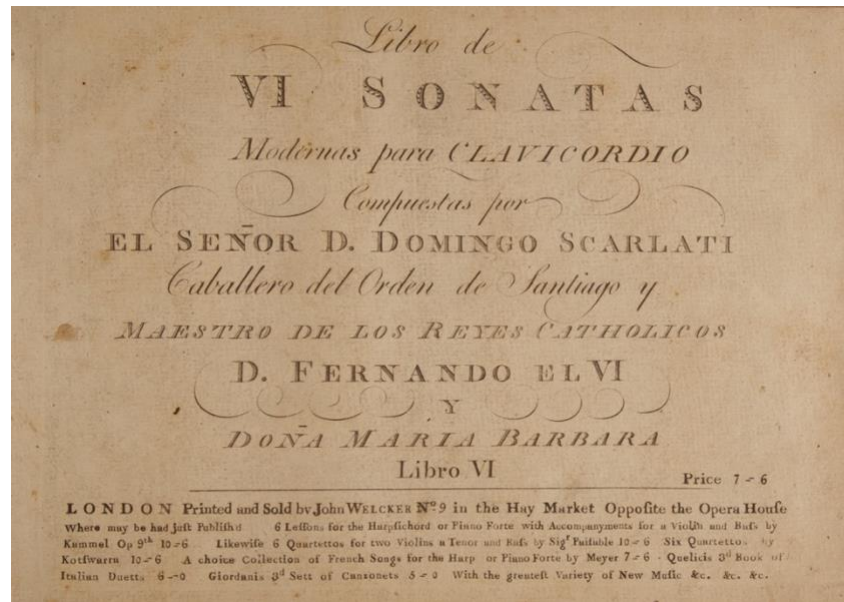 Libro de
VI SONATAS
Modernas para CLAVICORDIO
Compuestas por
EL SEÑOR D. DOMINGO SCARLATI
Caballero del Orden de Santiago y
MAESTRO DE LOS REYES CATHOLICOS
D. FERNANDO EL VI
Y
DOÑA MARIA BARBARA
Libro VI
Price 7=6
LONDON Printed and Sold by John WELCKER Nº 9 in the Hay Market Oppoſite the Opera Houſe
Where may be had juſt Publiſh'd 6 Leſſons for the Harpſichord or Piano Forte with Accompanyments for a Violin and Baſs by
Kammel Op 9th 10=6 Likewiſe 6 Quartettos for two Violins a Tenor and Baſs by Sigr Paiſable 10=6 Six Quartettos by
Kotſwarra 10=6 A choice Collection of French Songs for the Harp or Piano Forte by Meyer 7=6 Quelicis 3d Book of
Italian Duetts 6=0 Giordanis 3d Sett of Canzonets 5=0 With the greateſt Variety of New Muſic &c. &c. &c.